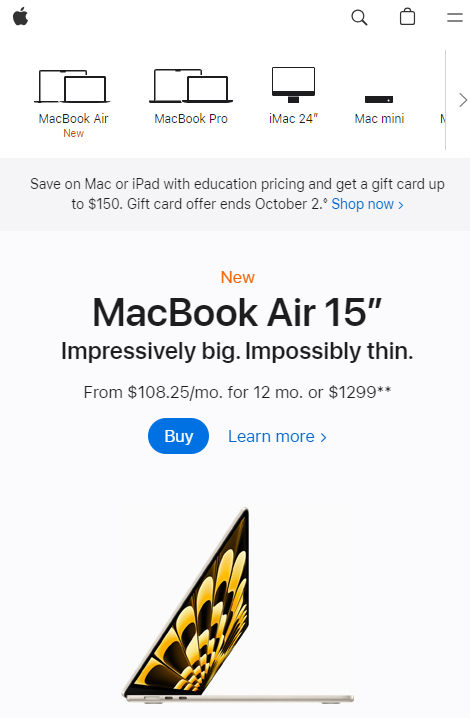 MacBook Air
New
MacBook Pro
iMac 24″
Mac mini
Save on Mac or iPad with education pricing and get a gift card up
to $150. Gift card offer ends October 2.◊ Shop now >
New
MacBook Air 15″
Impressively big. Impossibly thin.
From $108.25/mo. for 12 mo. or $1299**
Buy
Learn more >